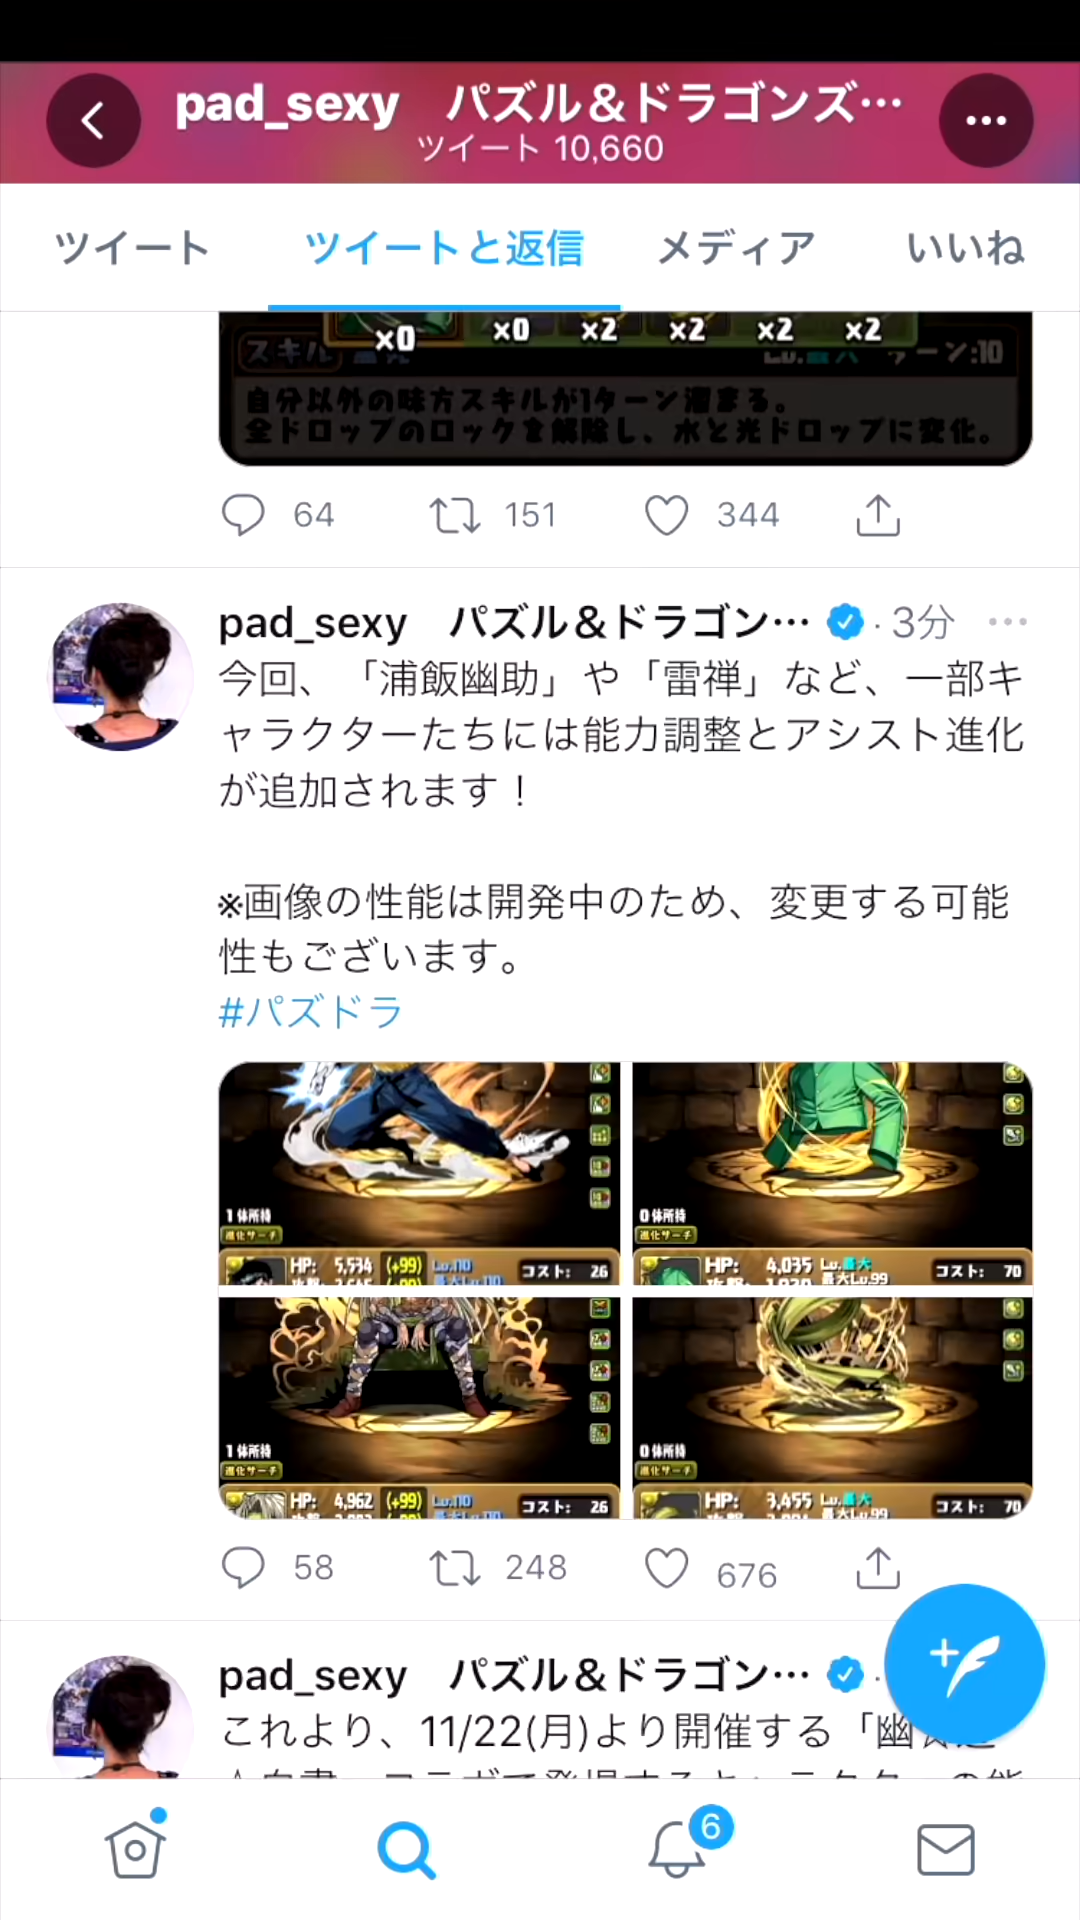 pad_sexy　パズル＆ドラゴンズ…
ツイート 10,660
ツイート
ツイートと返信
メディア
いいね
x0
x0
x2
x2
x2
x2
スキル
ターン:10
自分以外の味方スキルが1ターン溜まる。
全ドロップのロックを解除し、水と光ドロップに変化。
64
151
344
pad_sexy　パズル＆ドラゴン…
· 3分
今回、「浦飯幽助」や「雷禅」など、一部キ
ャラクターたちには能力調整とアシスト進化
が追加されます！
※画像の性能は開発中のため、変更する可能
性もございます。
#パズドラ
1 体所持
進化サーチ
HP: 5,534 (+99) Lv.110
コスト: 26
0 体所持
進化サーチ
HP: 4,035 Lv.最大
最大Lv.99
コスト: 70
1 体所持
進化サーチ
HP: 4,962 (+99) Lv.110
コスト: 26
0 体所持
進化サーチ
HP: 3,455 Lv.最大
最大Lv.99
コスト: 70
58
248
676
pad_sexy　パズル＆ドラゴン…
これより、11/22(月)より開催する「幽
6